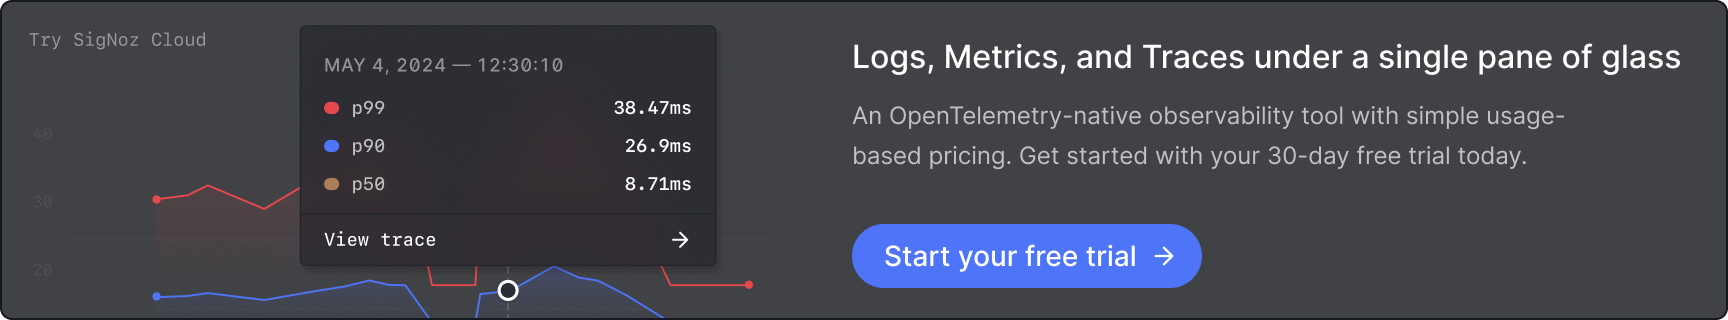 Try SigNoz Cloud
MAY 4, 2024 — 12:30:10
p99 38.47ms
p90 26.9ms
p50 8.71ms
View trace →
40
30
20
Logs, Metrics, and Traces under a single pane of glass
An OpenTelemetry-native observability tool with simple usage-
based pricing. Get started with your 30-day free trial today.
Start your free trial →